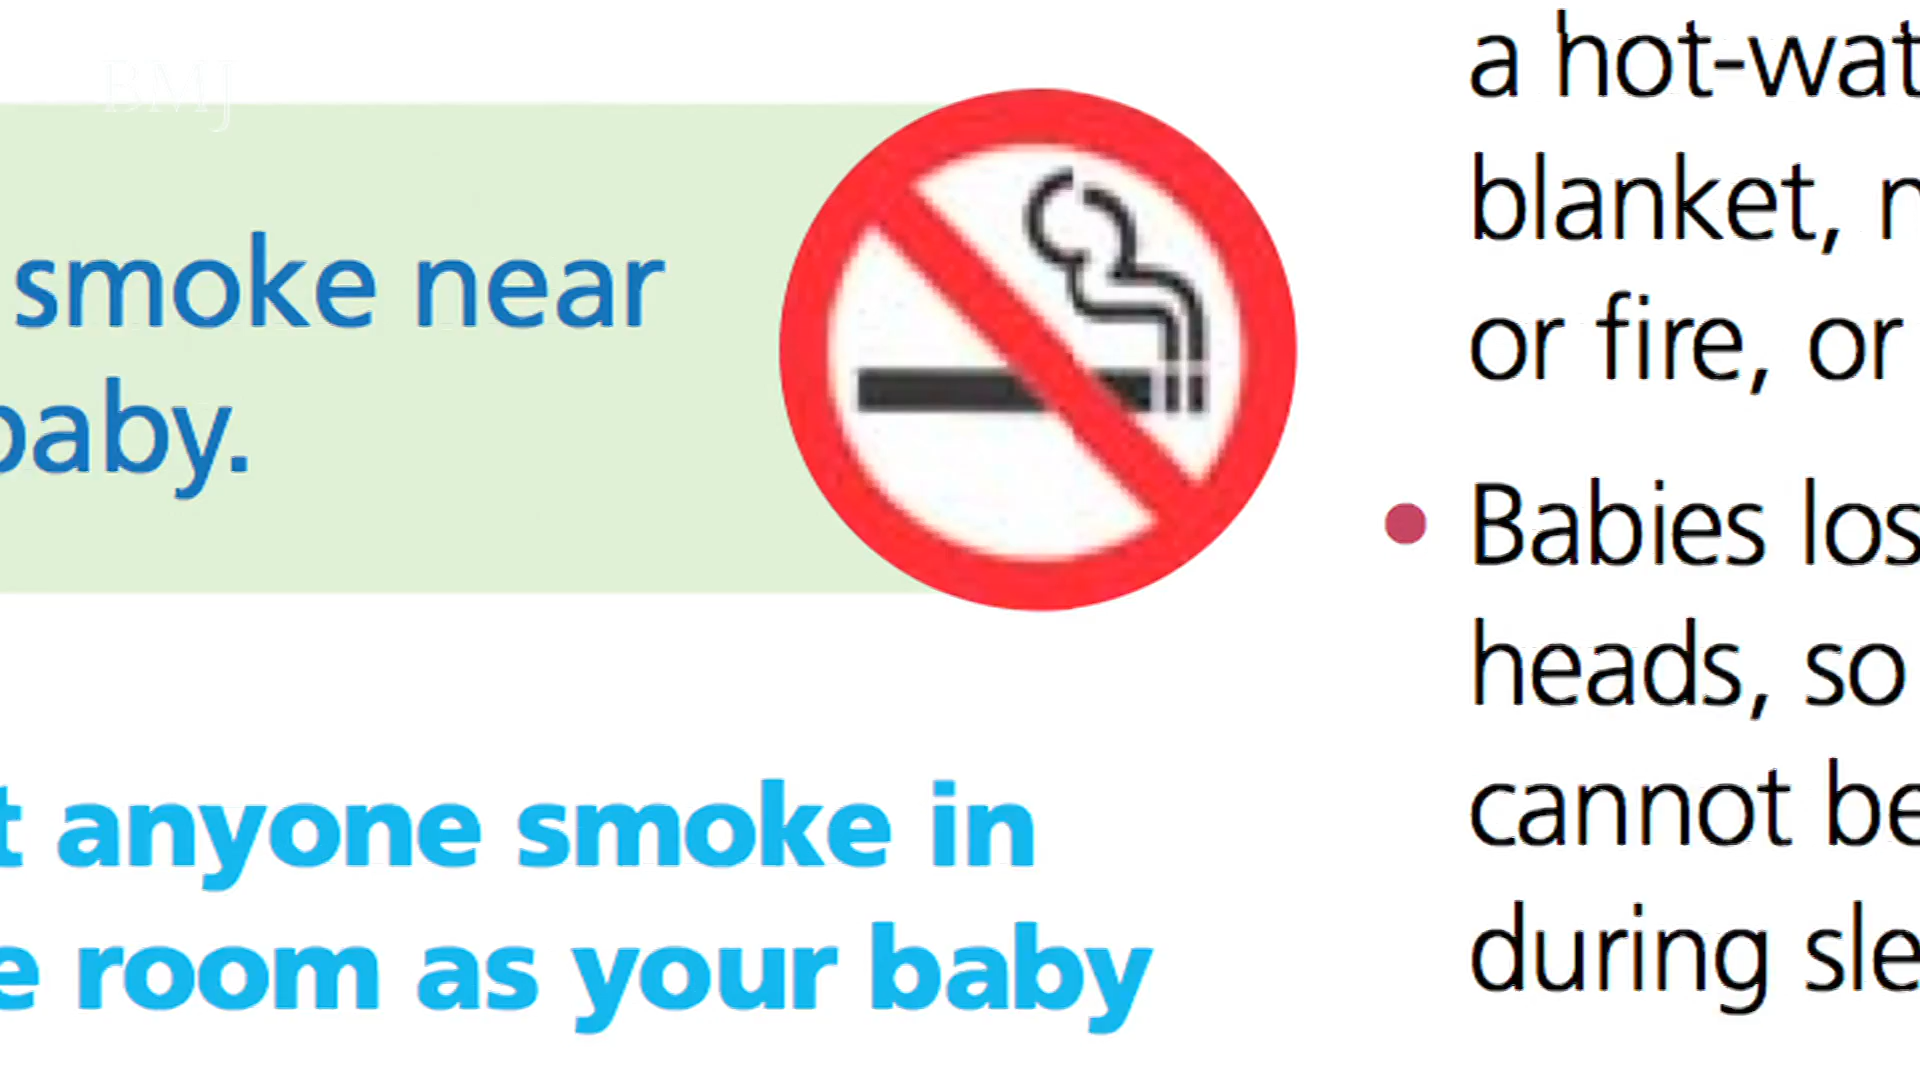 BMJ
smoke near
baby.
t anyone smoke in
e room as your baby
a hot-wat
blanket, n
or fire, or
Babies los
heads, so
cannot be
during sle